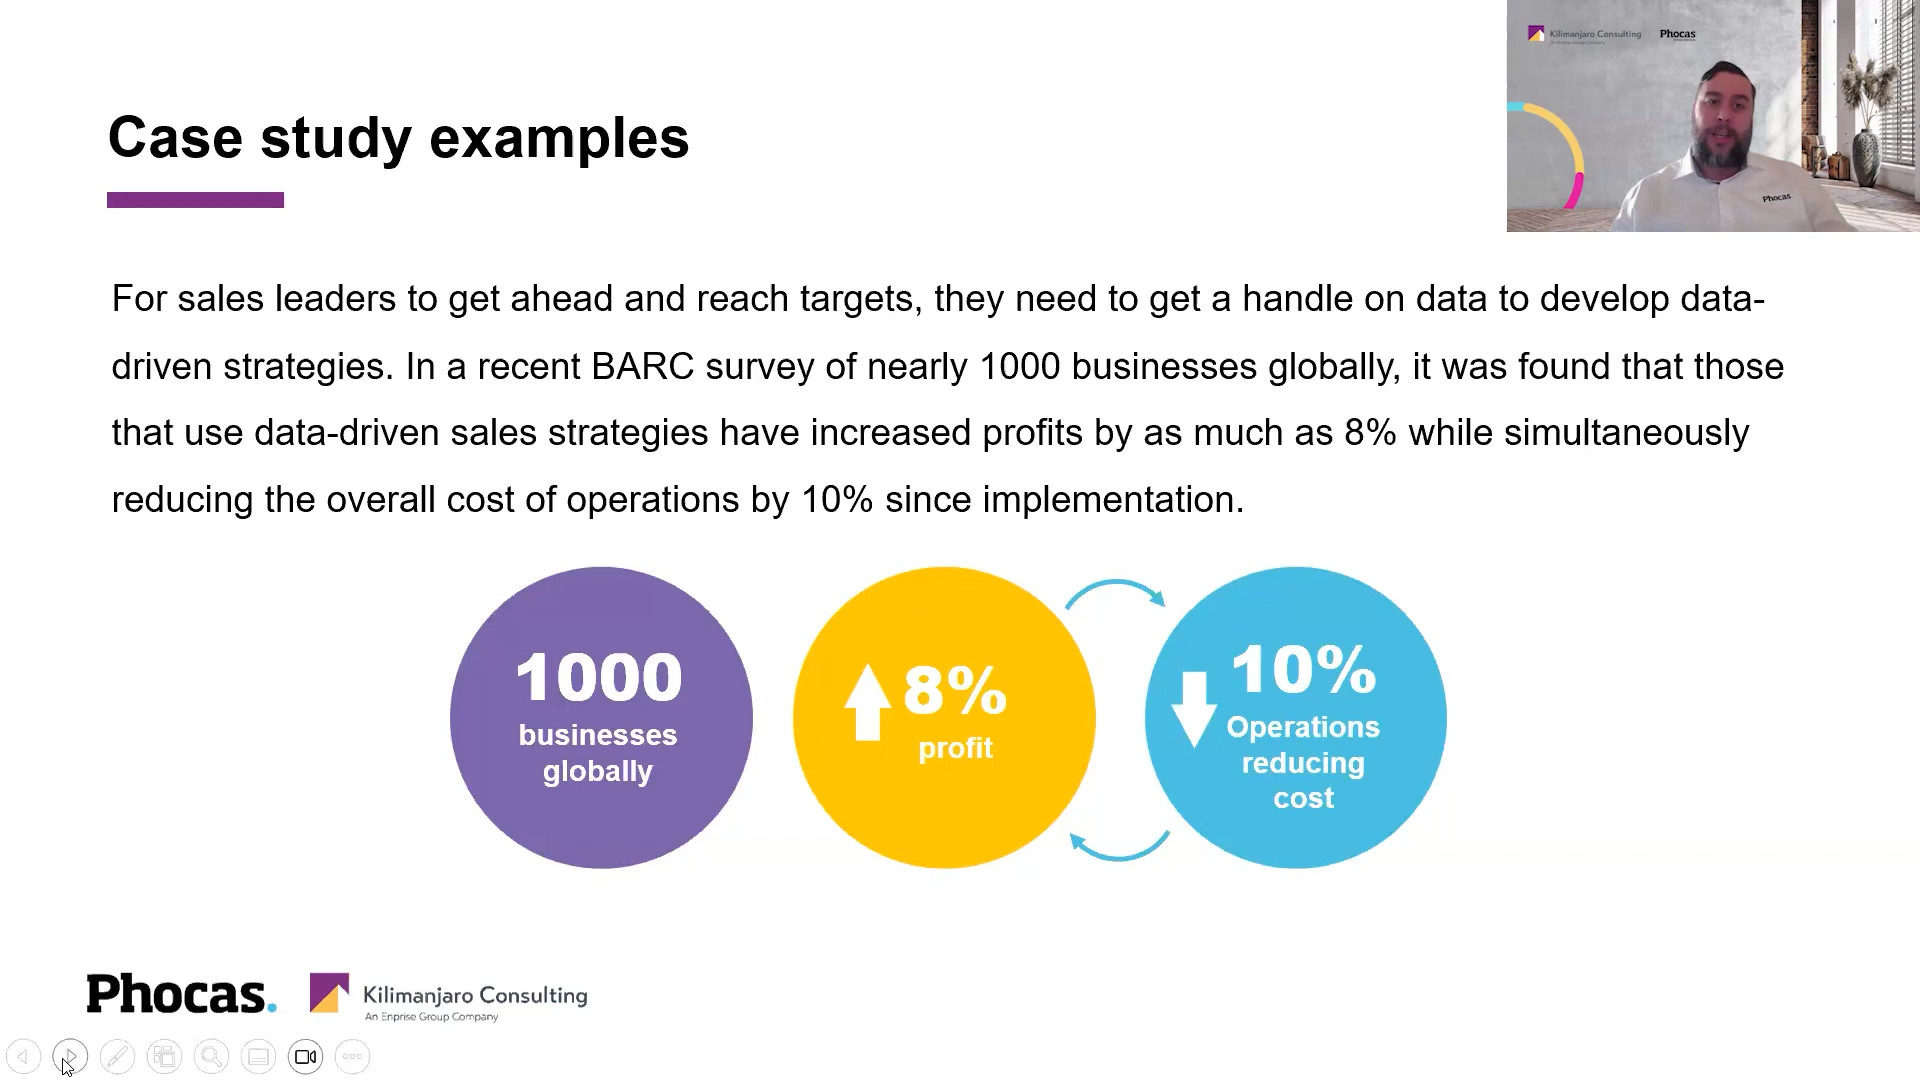 Kilimanjaro Consulting
Phocas
Phocas.
Case study examples
For sales leaders to get ahead and reach targets, they need to get a handle on data to develop data-
driven strategies. In a recent BARC survey of nearly 1000 businesses globally, it was found that those
that use data-driven sales strategies have increased profits by as much as 8% while simultaneously
reducing the overall cost of operations by 10% since implementation.
1000
businesses
globally
8%
profit
10%
Operations
reducing
cost
Phocas.
Kilimanjaro Consulting
An Enprise Group Company